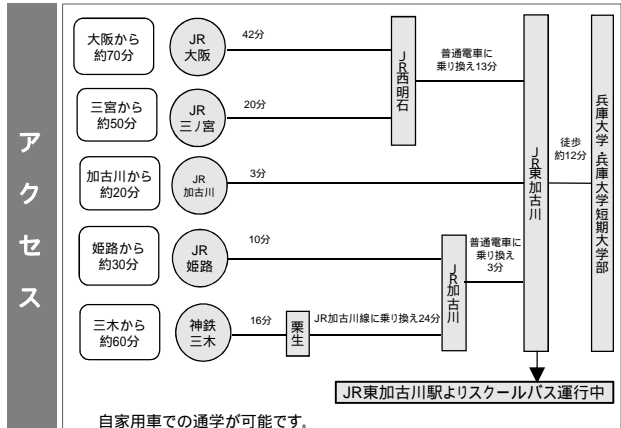 アクセス
大阪から
約70分
JR
大阪
42分
JR西明石
普通電車に
乗り換え13分
三宮から
約50分
JR
三ノ宮
20分
加古川から
約20分
JR
加古川
3分
JR東加古川
徒歩
約12分
兵庫大学・兵庫大学短期大学部
姫路から
約30分
JR
姫路
10分
JR加古川
普通電車に
乗り換え
3分
三木から
約60分
神鉄
三木
16分
粟生
JR加古川線に乗り換え24分
JR東加古川駅よりスクールバス運行中
自家用車での通学が可能です。